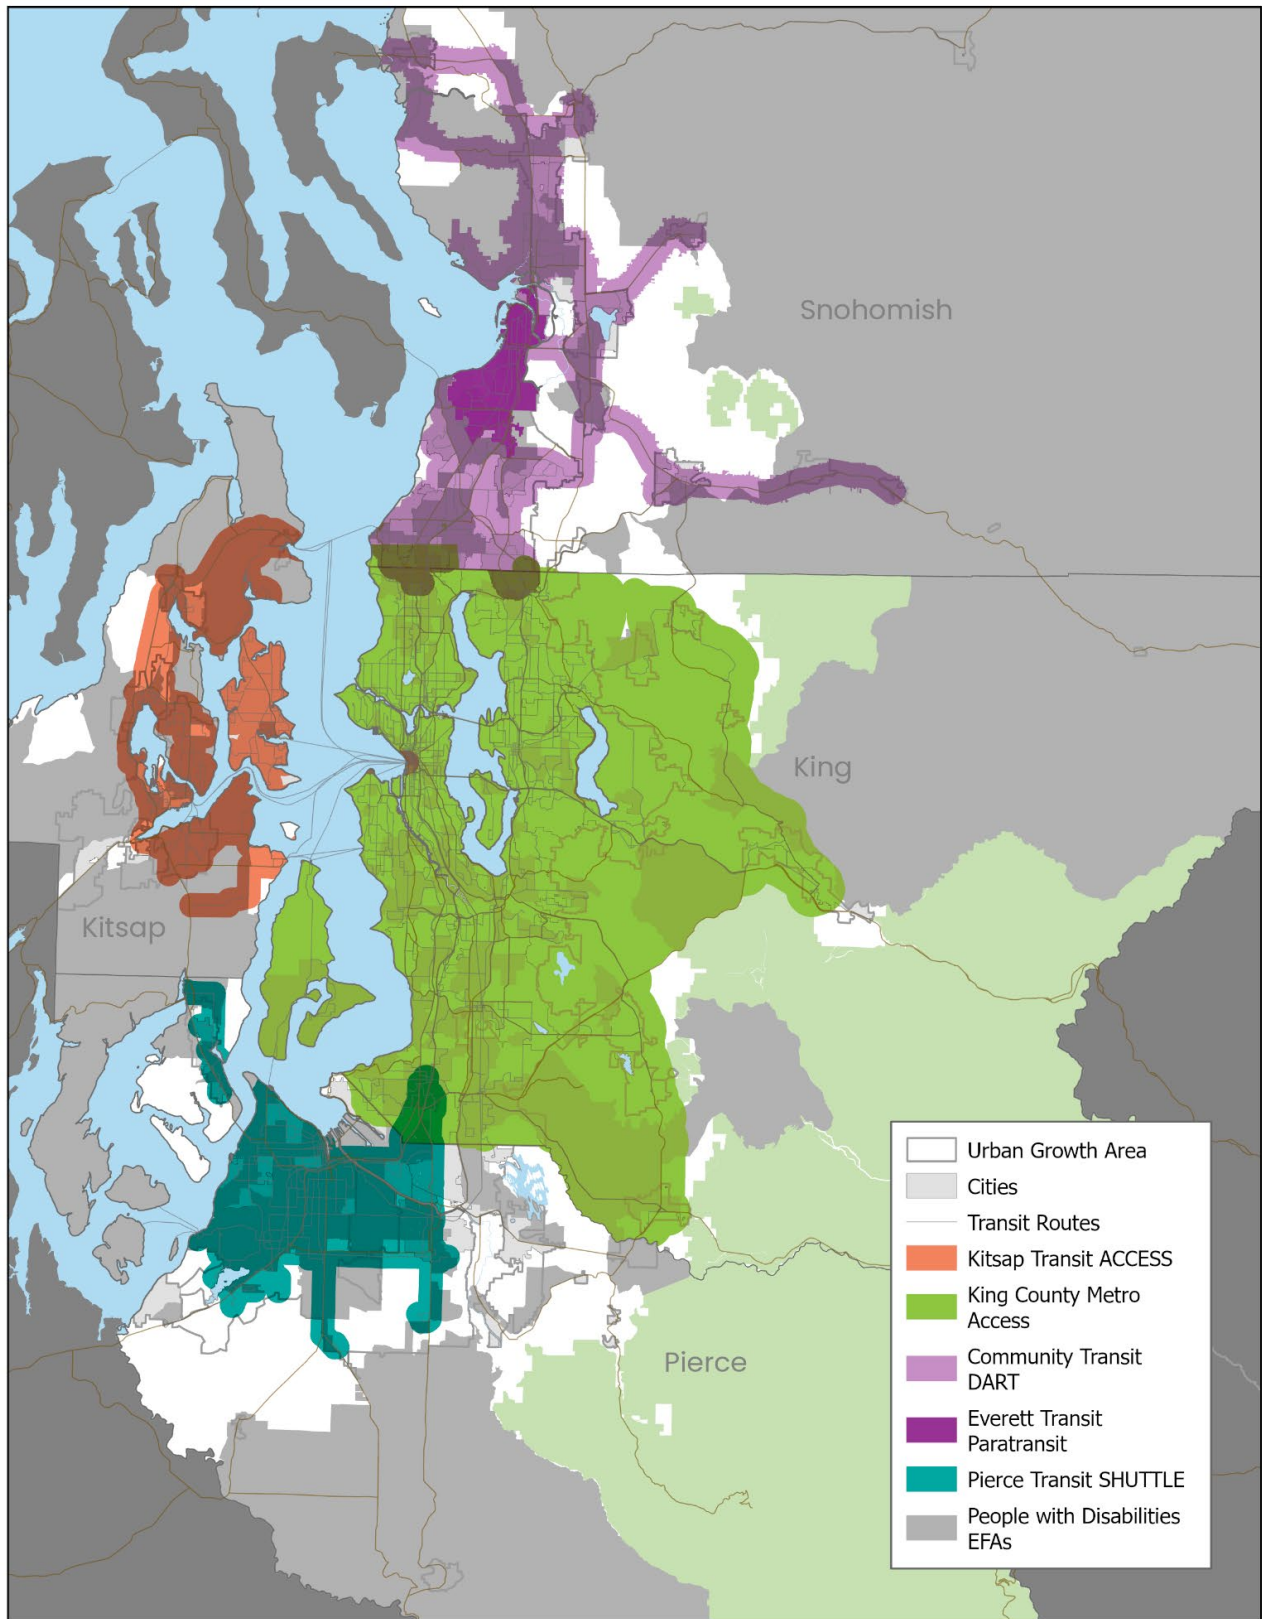 Snohomish
King
Kitsap
Pierce
Urban Growth Area
Cities
Transit Routes
Kitsap Transit ACCESS
King County Metro
Access
Community Transit
DART
Everett Transit
Paratransit
Pierce Transit SHUTTLE
People with Disabilities
EFAs